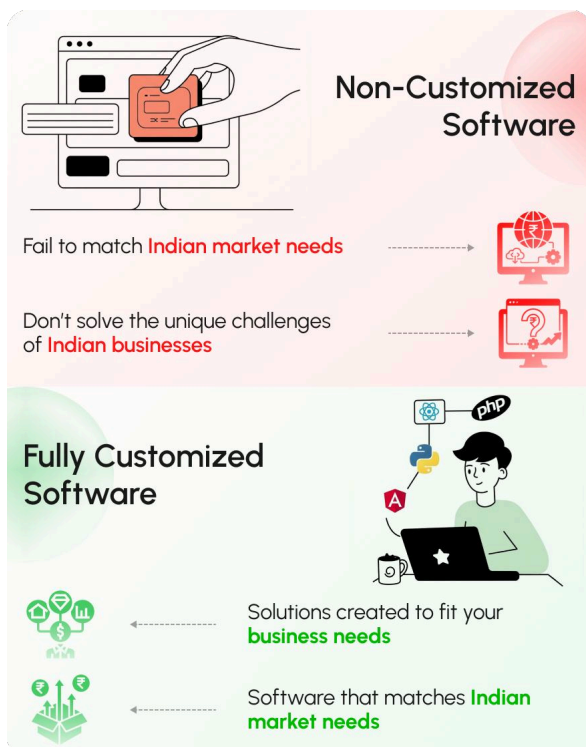 Non-Customized
Software
Fail to match Indian market needs
Don't solve the unique challenges
of Indian businesses
php
Fully Customized
Software
Solutions created to fit your
business needs
Software that matches Indian
market needs